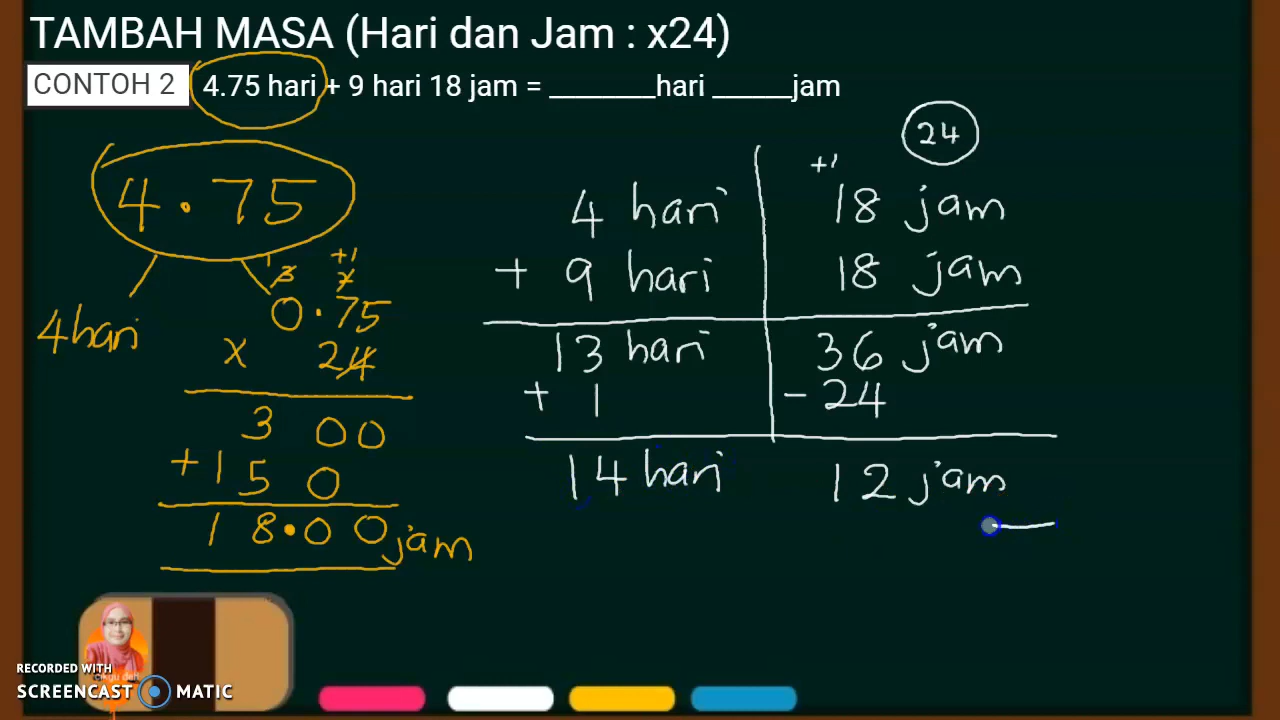 TAMBAH MASA (Hari dan Jam : x24)
CONTOH 2 4.75 hari + 9 hari 18 jam = ________hari ______jam
4.75
4hari
+1
0.75
x 24
3 00
+1 5 0
1 8.0 0 jam
24
+1
4 hari 18 jam
+ 9 hari 18 jam
13 hari 36 jam
+ 1 - 24
14 hari 12 jam
RECORDED WITH
SCREENCAST MATIC